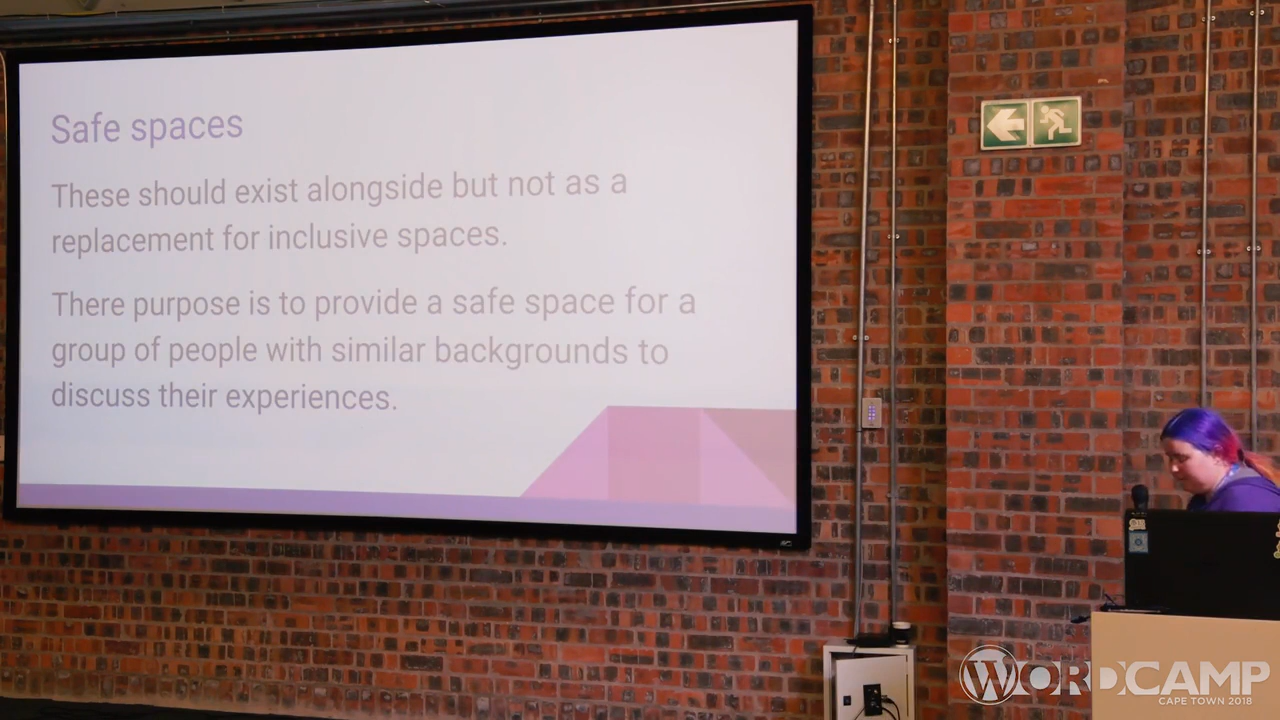 Safe spaces
These should exist alongside but not as a
replacement for inclusive spaces.
There purpose is to provide a safe space for a
group of people with similar backgrounds to
discuss their experiences.
WORDCAMP
CAPE TOWN 2018